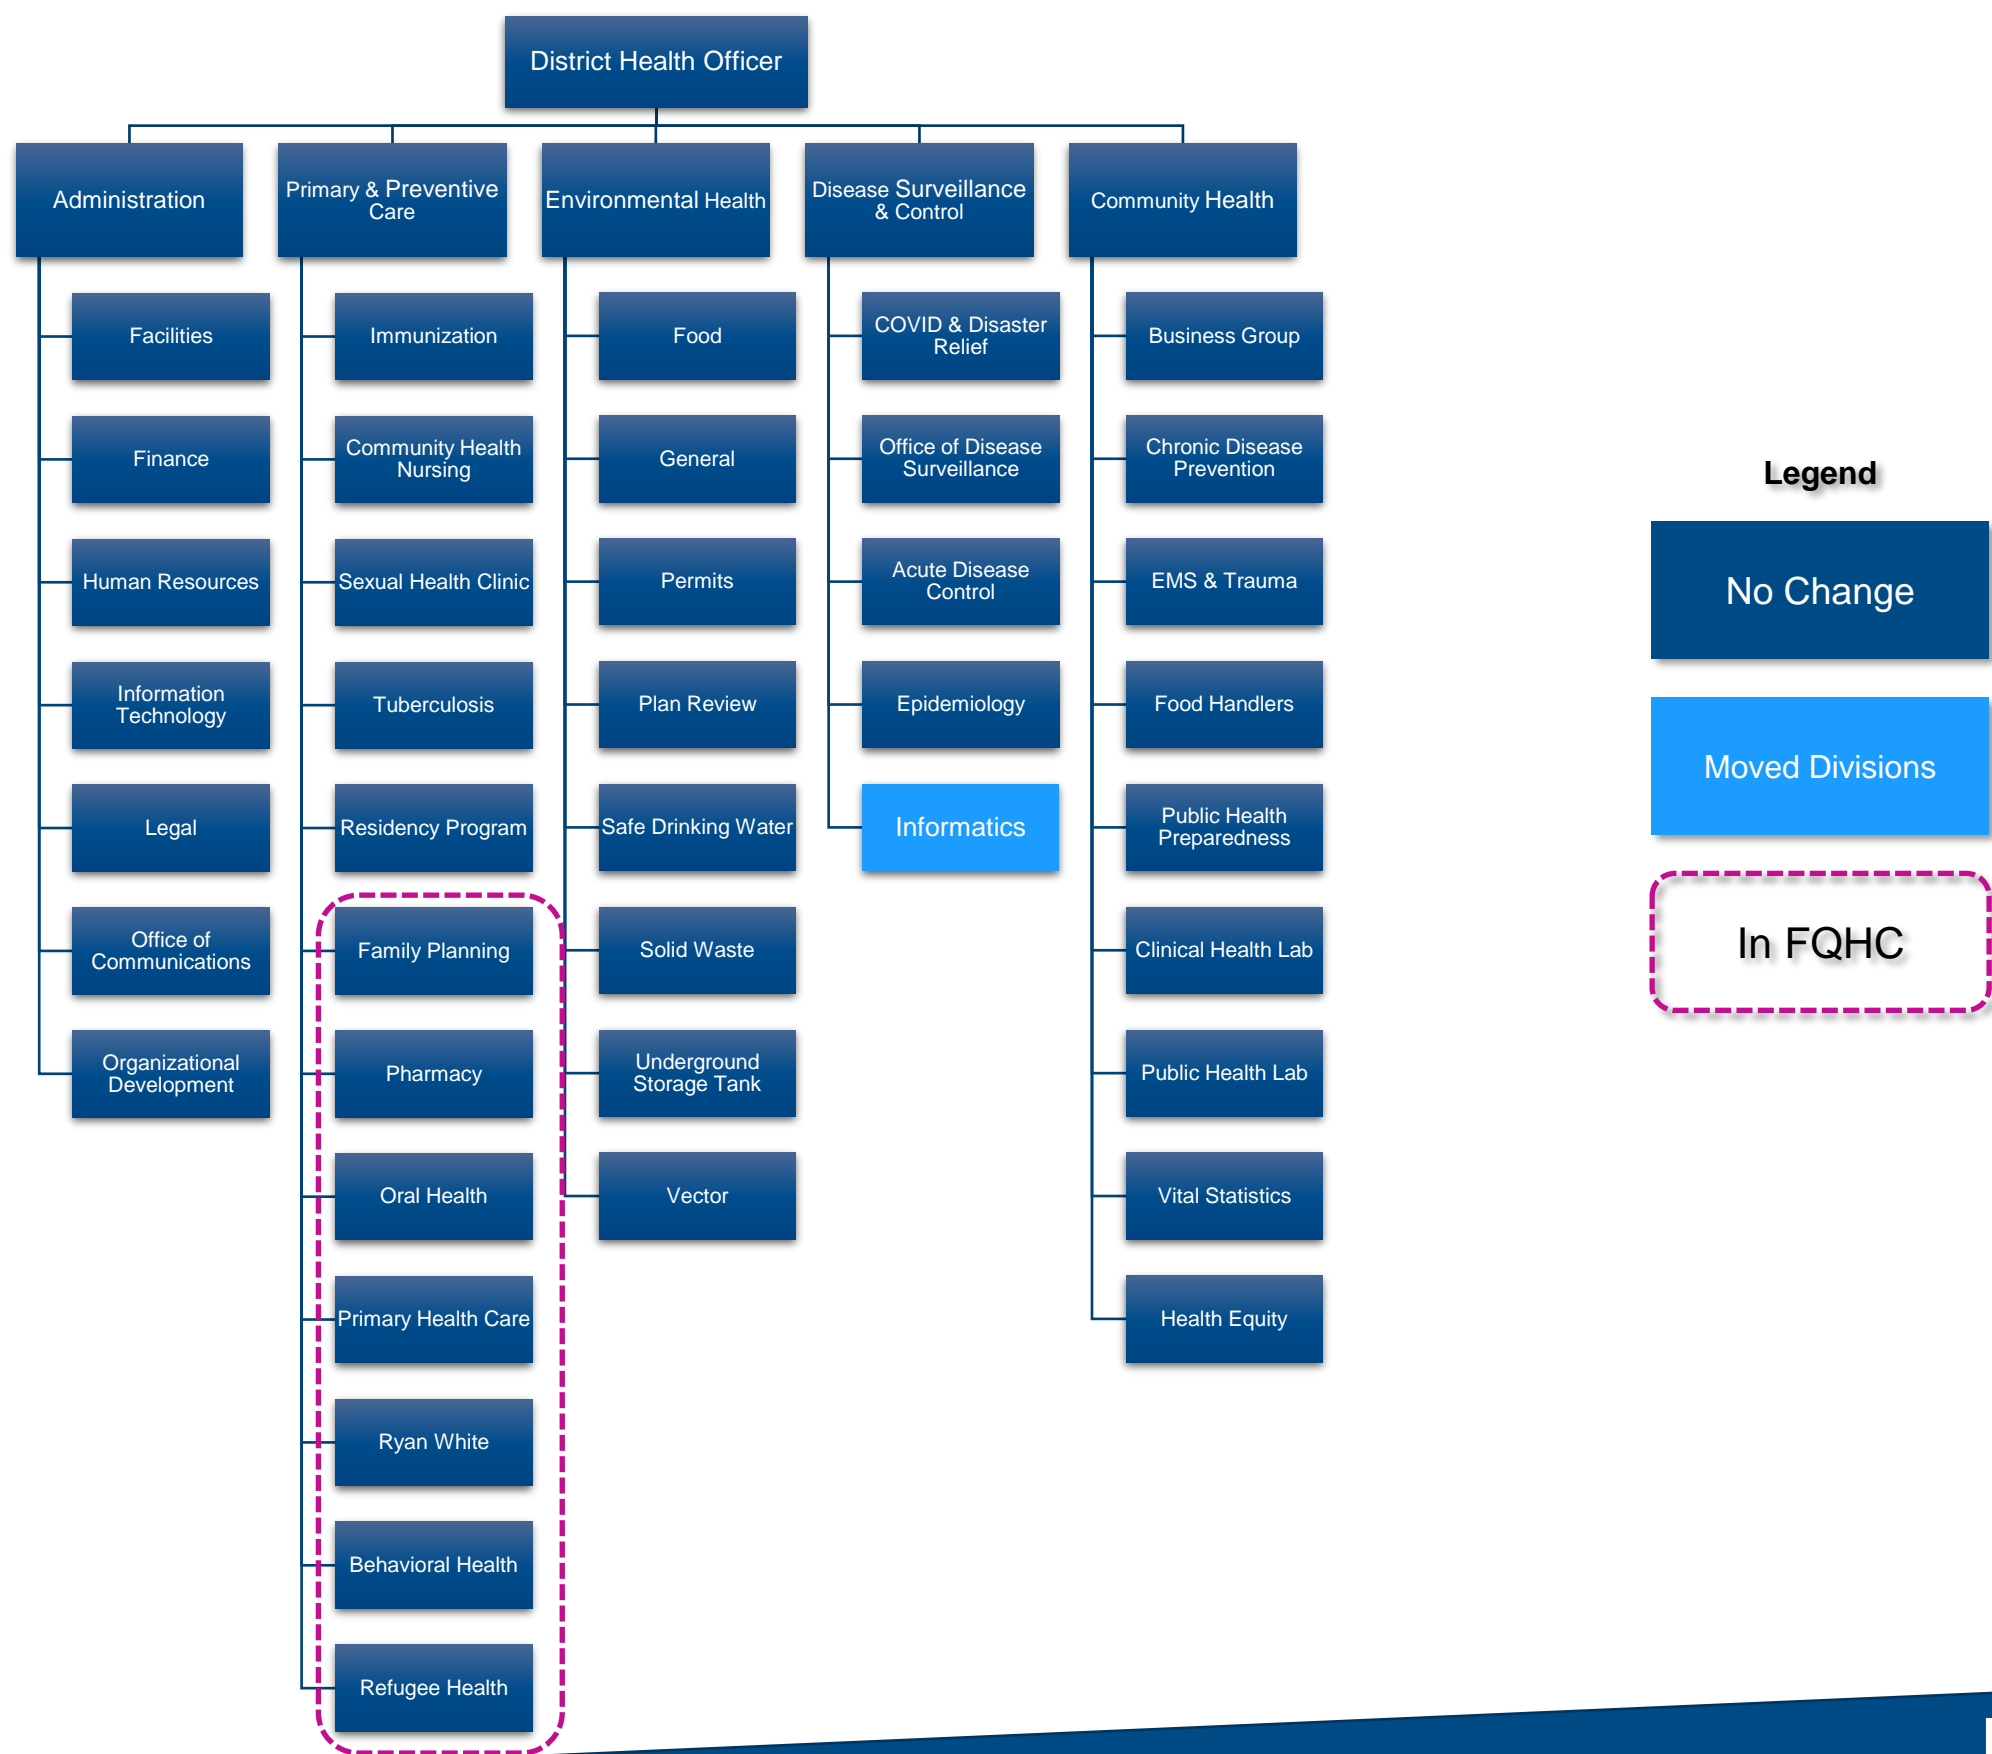 District Health Officer
Administration
Primary & Preventive
Care
Environmental Health
Disease Surveillance
& Control
Community Health
Facilities
Finance
Human Resources
Information
Technology
Legal
Office of
Communications
Organizational
Development
Immunization
Community Health
Nursing
Sexual Health Clinic
Tuberculosis
Residency Program
Family Planning
Pharmacy
Oral Health
Primary Health Care
Ryan White
Behavioral Health
Refugee Health
Food
General
Permits
Plan Review
Safe Drinking Water
Solid Waste
Underground
Storage Tank
Vector
COVID & Disaster
Relief
Office of Disease
Surveillance
Acute Disease
Control
Epidemiology
Informatics
Business Group
Chronic Disease
Prevention
EMS & Trauma
Food Handlers
Public Health
Preparedness
Clinical Health Lab
Public Health Lab
Vital Statistics
Health Equity
Legend
No Change
Moved Divisions
In FQHC